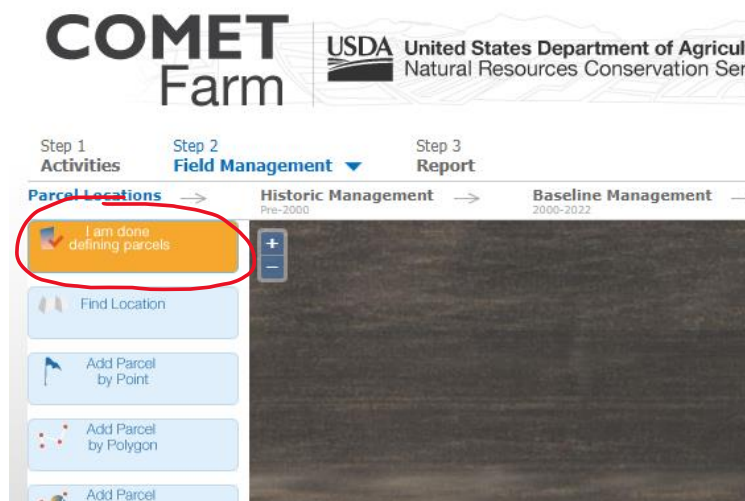 COMET
Farm
USDA United States Department of Agricul
Natural Resources Conservation Ser
Step 1
Activities
Step 2
Field Management
Step 3
Report
Parcel Locations
Historic Management
Pre-2000
Baseline Management
2000-2022
I am done
defining parcels
+
−
Find Location
Add Parcel
by Point
Add Parcel
by Polygon
Add Parcel